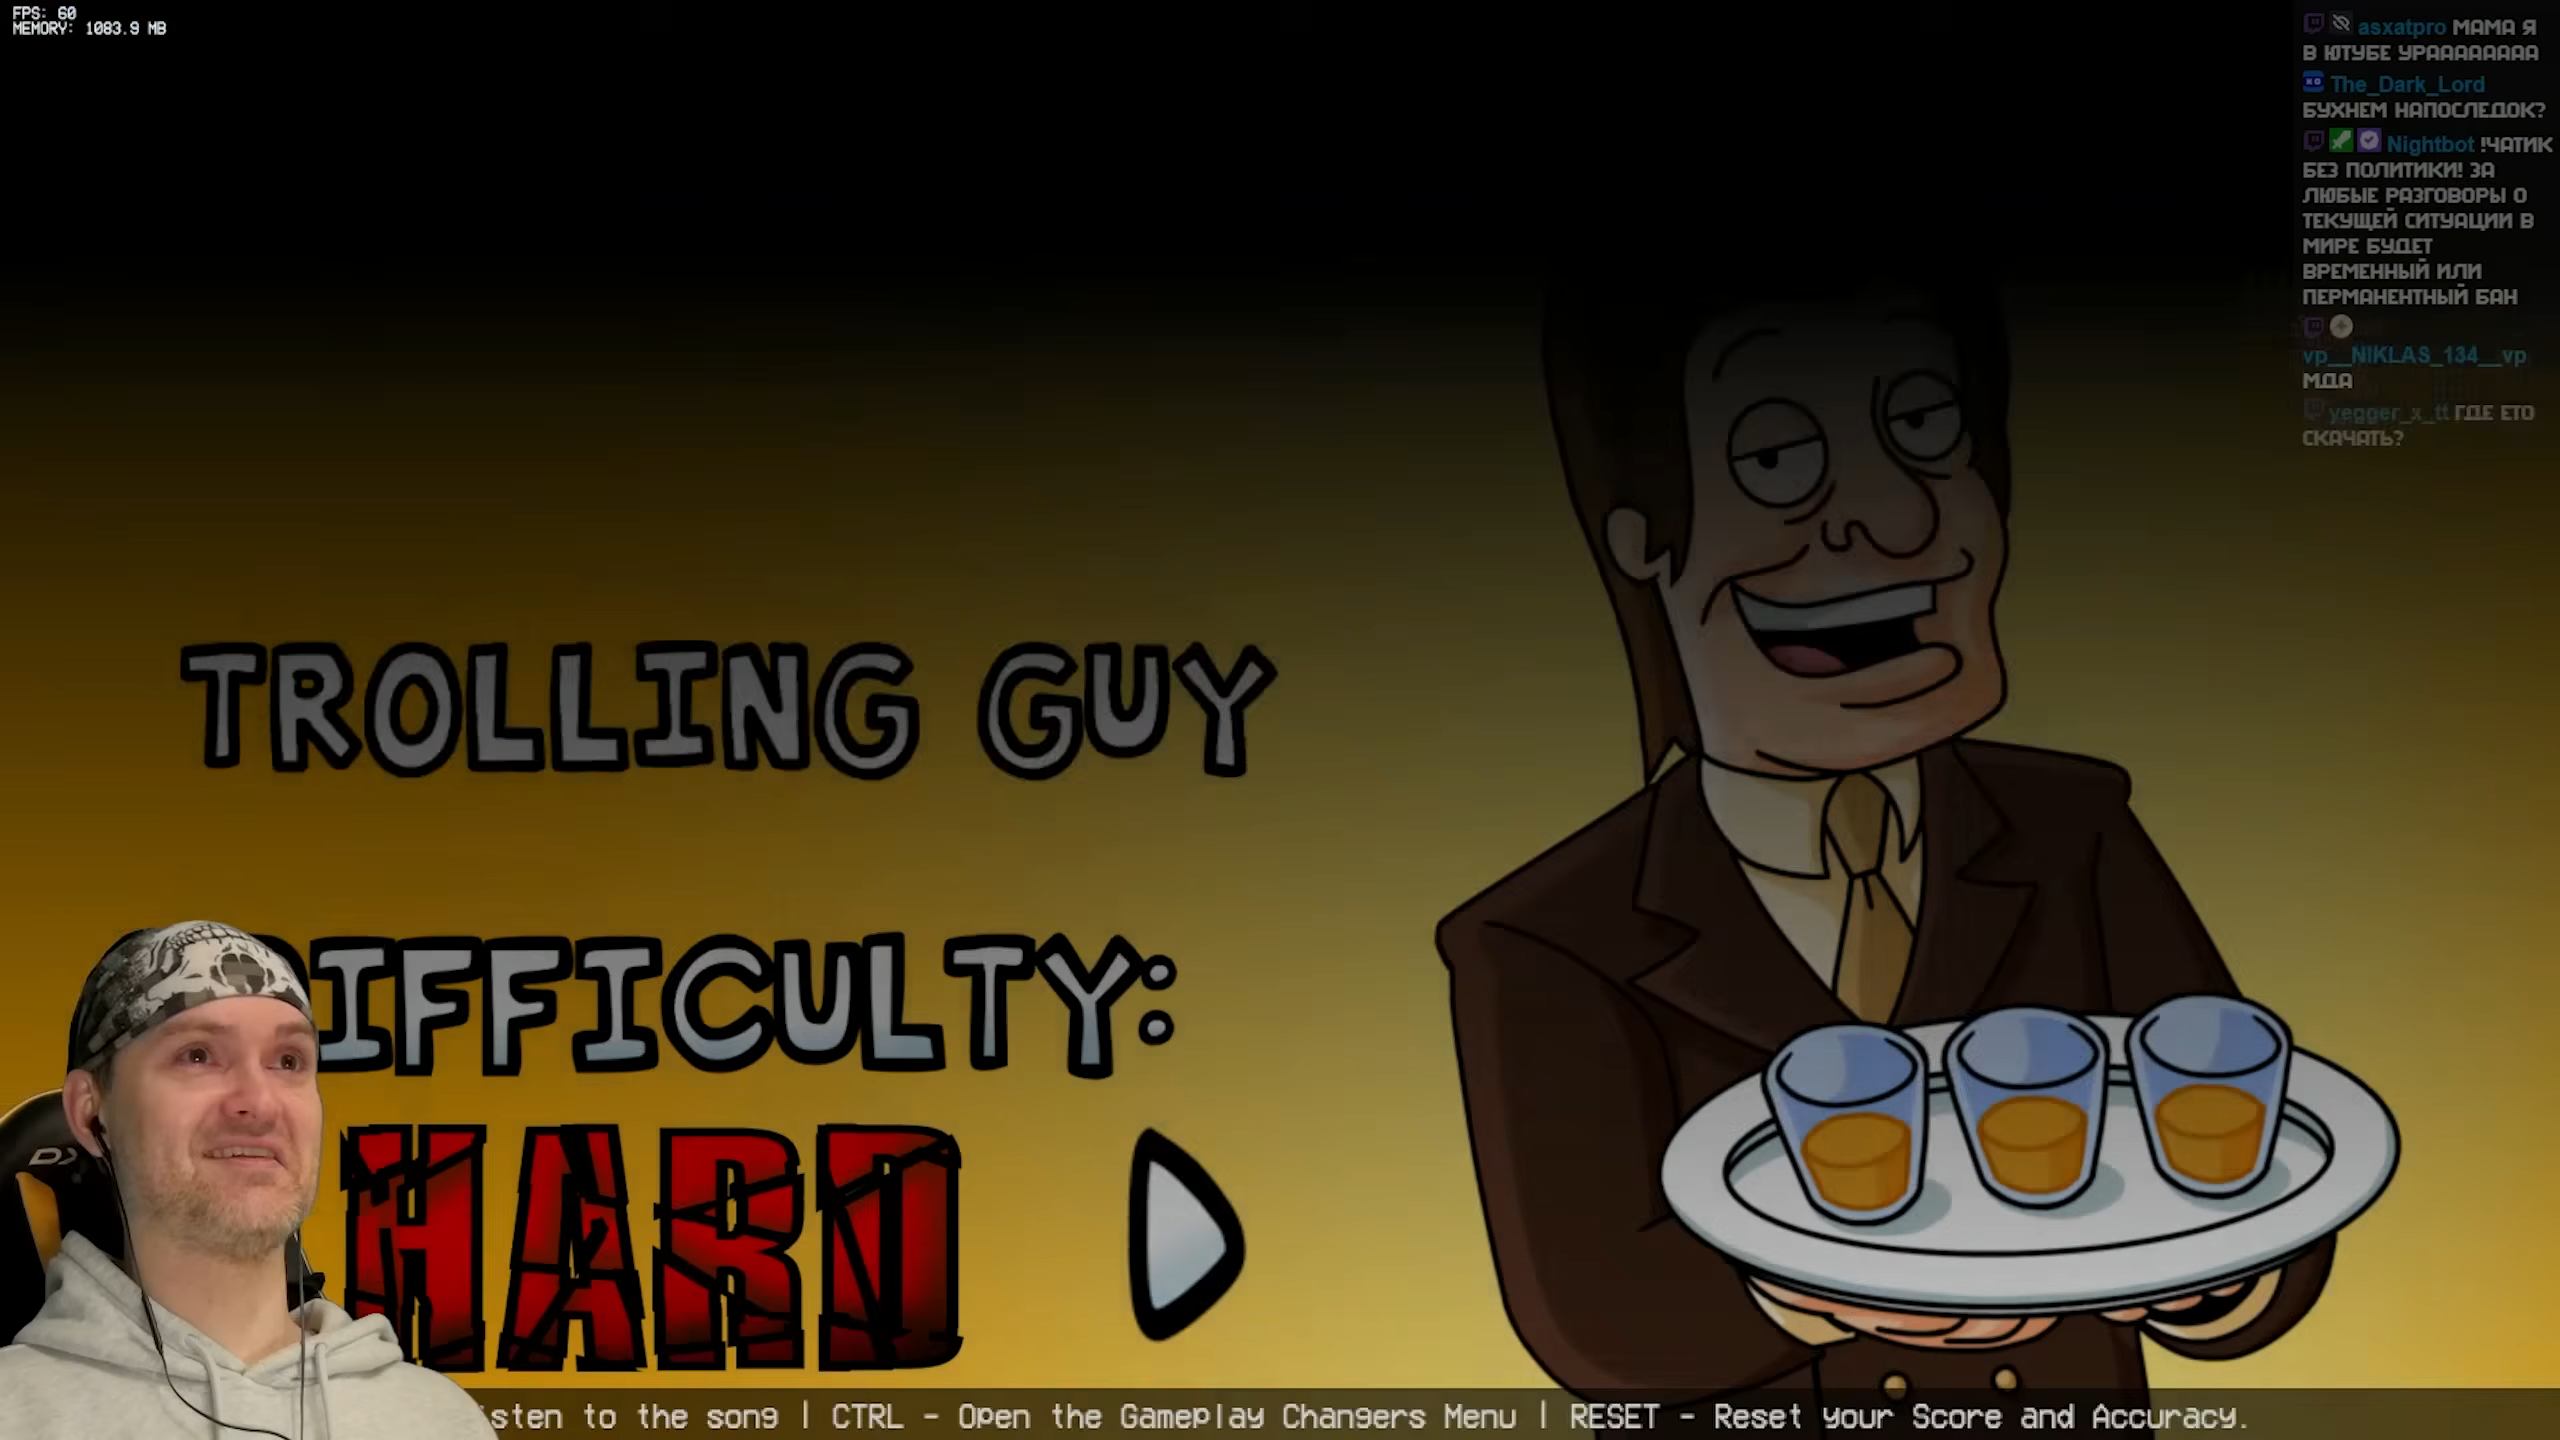 FPS: 60
MEMORY: 1083.9 MB
asxatpro МАМА Я
В ЮТУБЕ УРААААААААА
The_Dark_Lord
БУХНЕМ НАПОСЛЕДОК?
Nightbot !ЧАТИК
БЕЗ ПОЛИТИКИ! ЗА
ЛЮБЫЕ РАЗГОВОРЫ О
ТЕКУЩЕЙ СИТУАЦИИ В
МИРЕ БУДЕТ
ВРЕМЕННЫЙ ИЛИ
ПЕРМАНЕНТНЫЙ БАН
vp__NIKLAS_134__vp
МДА
yegger_x_tt ГДЕ ЕТО
СКАЧАТЬ?
TROLLING GUY
IFFICULTY:
HARD
isten to the song | CTRL - Open the Gameplay Changers Menu | RESET - Reset your Score and Accuracy.